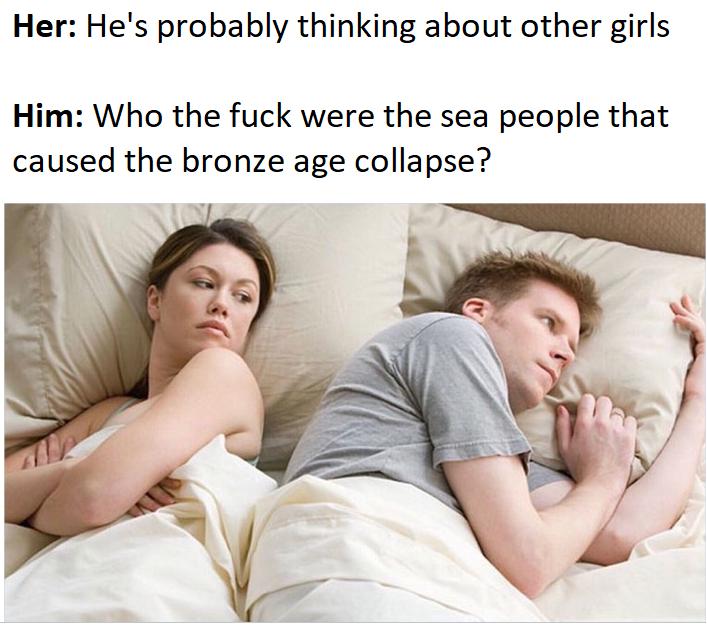 Her: He's probably thinking about other girls
Him: Who the fuck were the sea people that
caused the bronze age collapse?